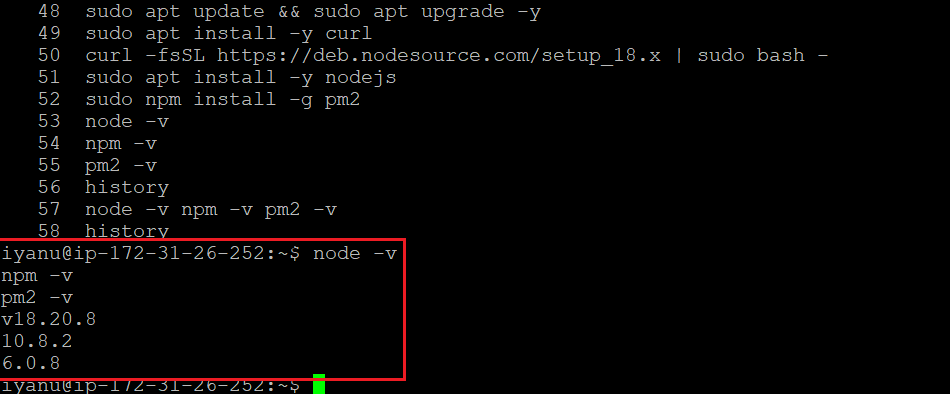 48  sudo apt update && sudo apt upgrade -y
49  sudo apt install -y curl
50  curl -fsSL https://deb.nodesource.com/setup_18.x | sudo bash -
51  sudo apt install -y nodejs
52  sudo npm install -g pm2
53  node -v
54  npm -v
55  pm2 -v
56  history
57  node -v npm -v pm2 -v
58  history
iyanu@ip-172-31-26-252:~$ node -v
npm -v
pm2 -v
v18.20.8
10.8.2
6.0.8
iyanu@ip-172-31-26-252:~$